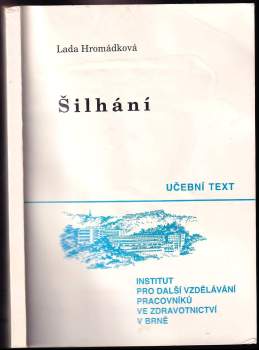 Lada Hromádková
Šilhání
UČEBNÍ TEXT
INSTITUT
PRO DALŠÍ VZDĚLÁVÁNÍ
PRACOVNÍKŮ
VE ZDRAVOTNICTVÍ
V BRNĚ